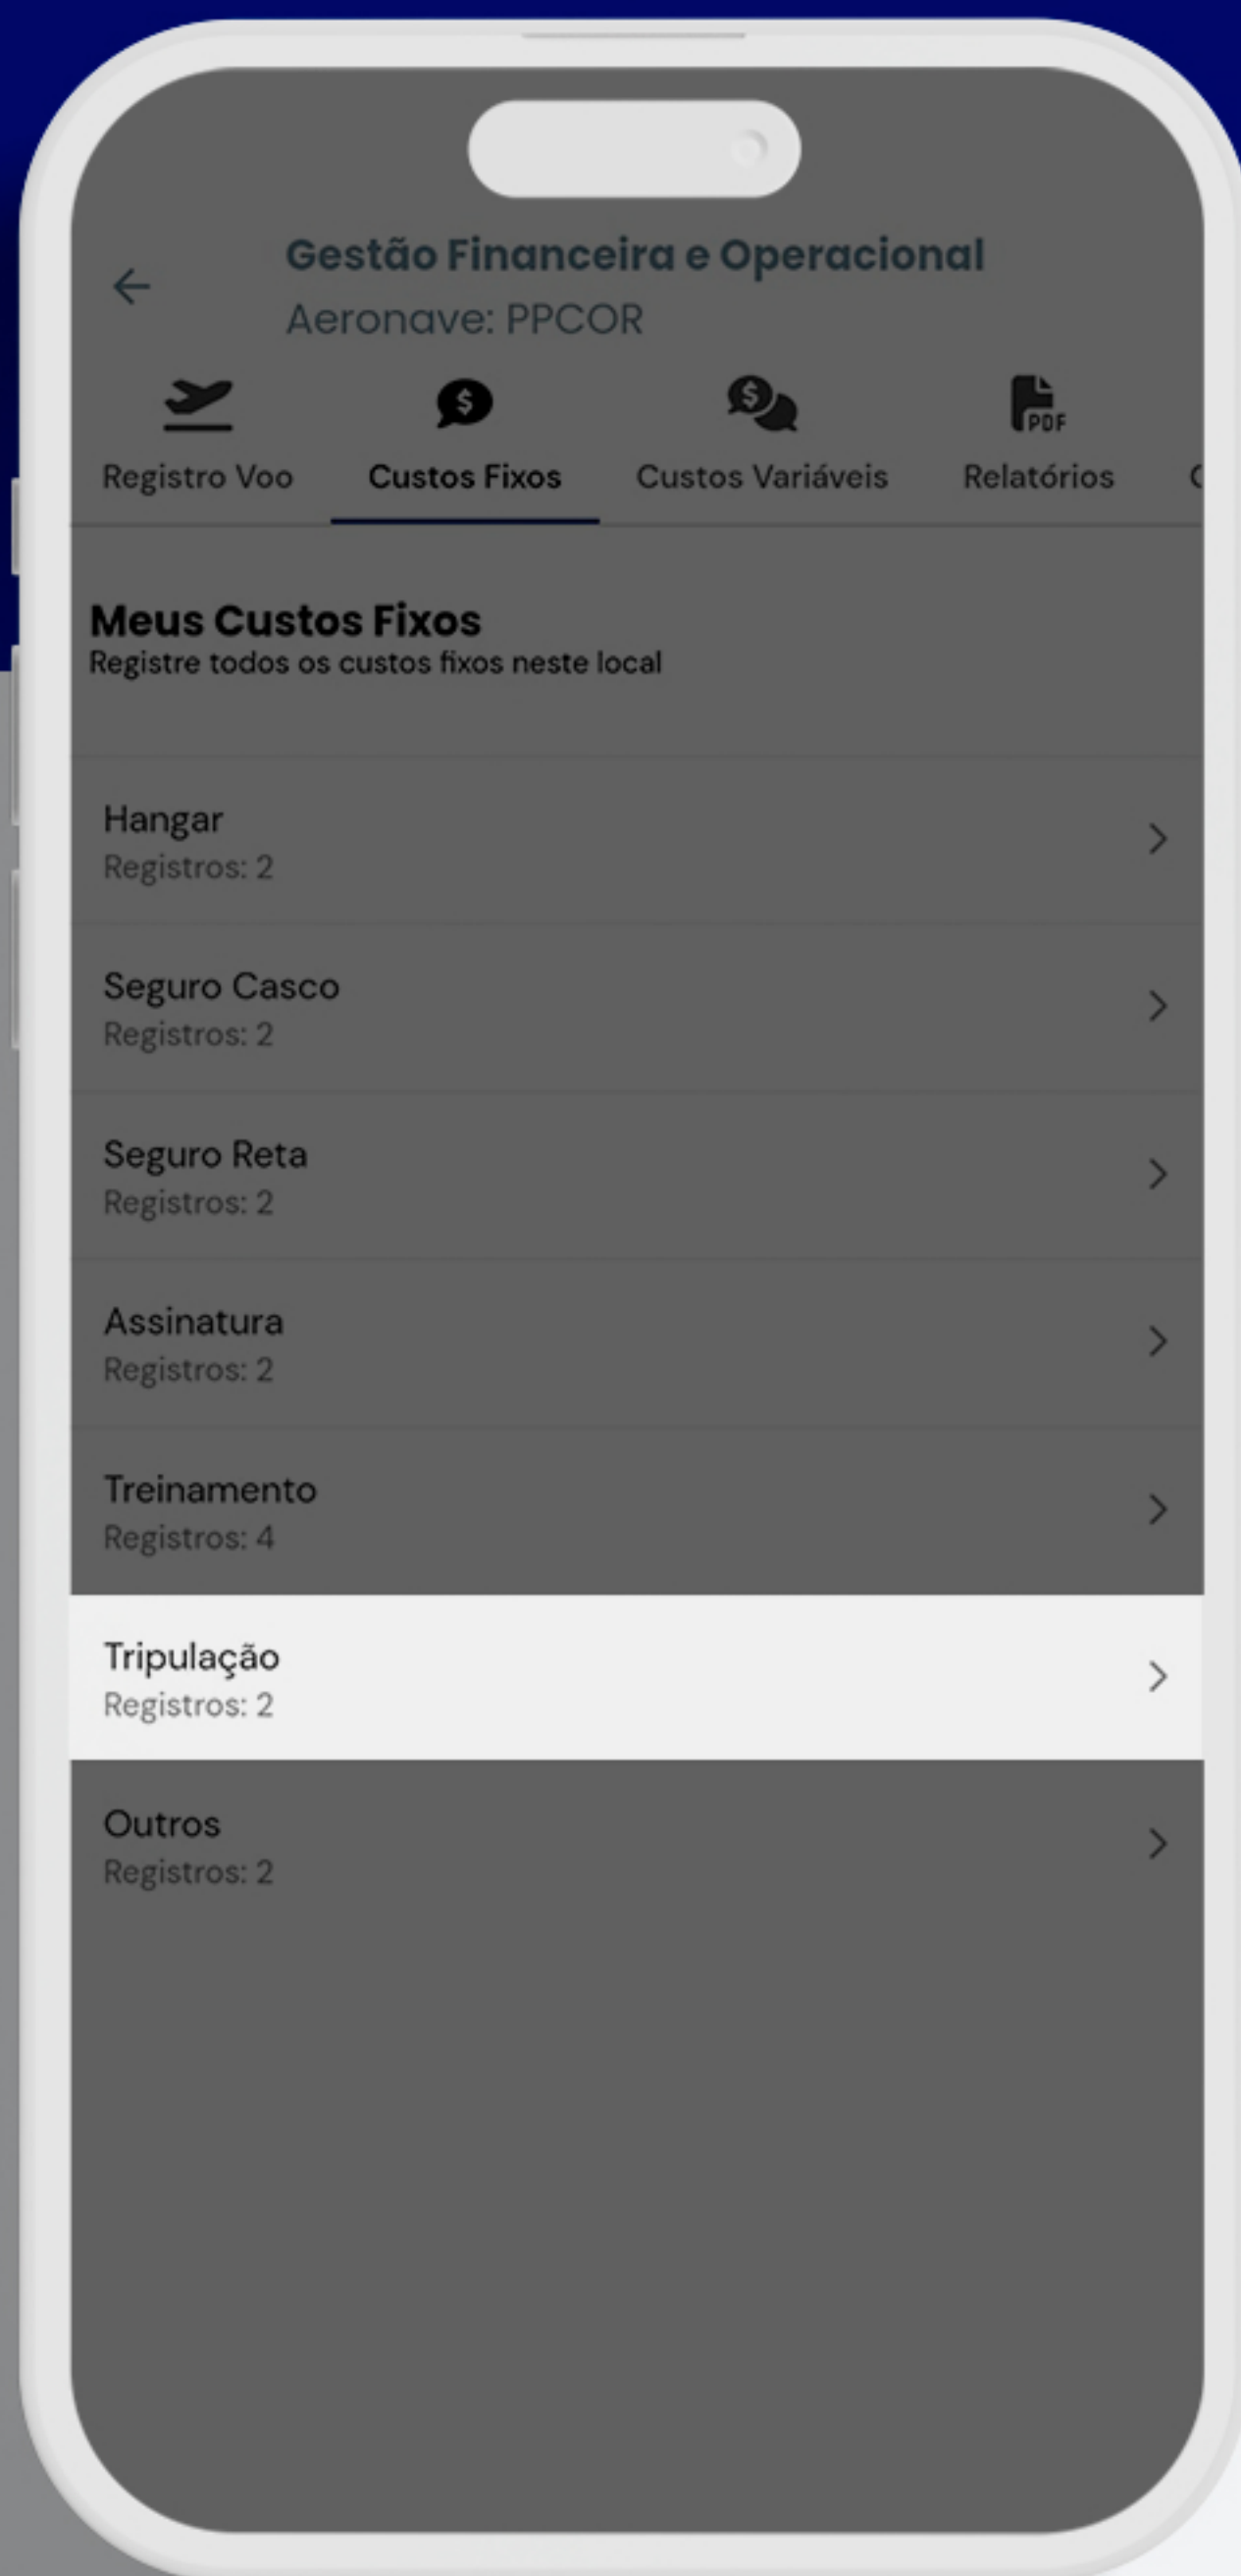 Gestão Financeira e Operacional
Aeronave: PPCOR
$
$
PDF
Registro Voo
Custos Fixos
Custos Variáveis
Relatórios
Meus Custos Fixos
Registre todos os custos fixos neste local
Hangar
Registros: 2
Seguro Casco
Registros: 2
Seguro Reta
Registros: 2
Assinatura
Registros: 2
Treinamento
Registros: 4
Tripulação
Registros: 2
Outros
Registros: 2